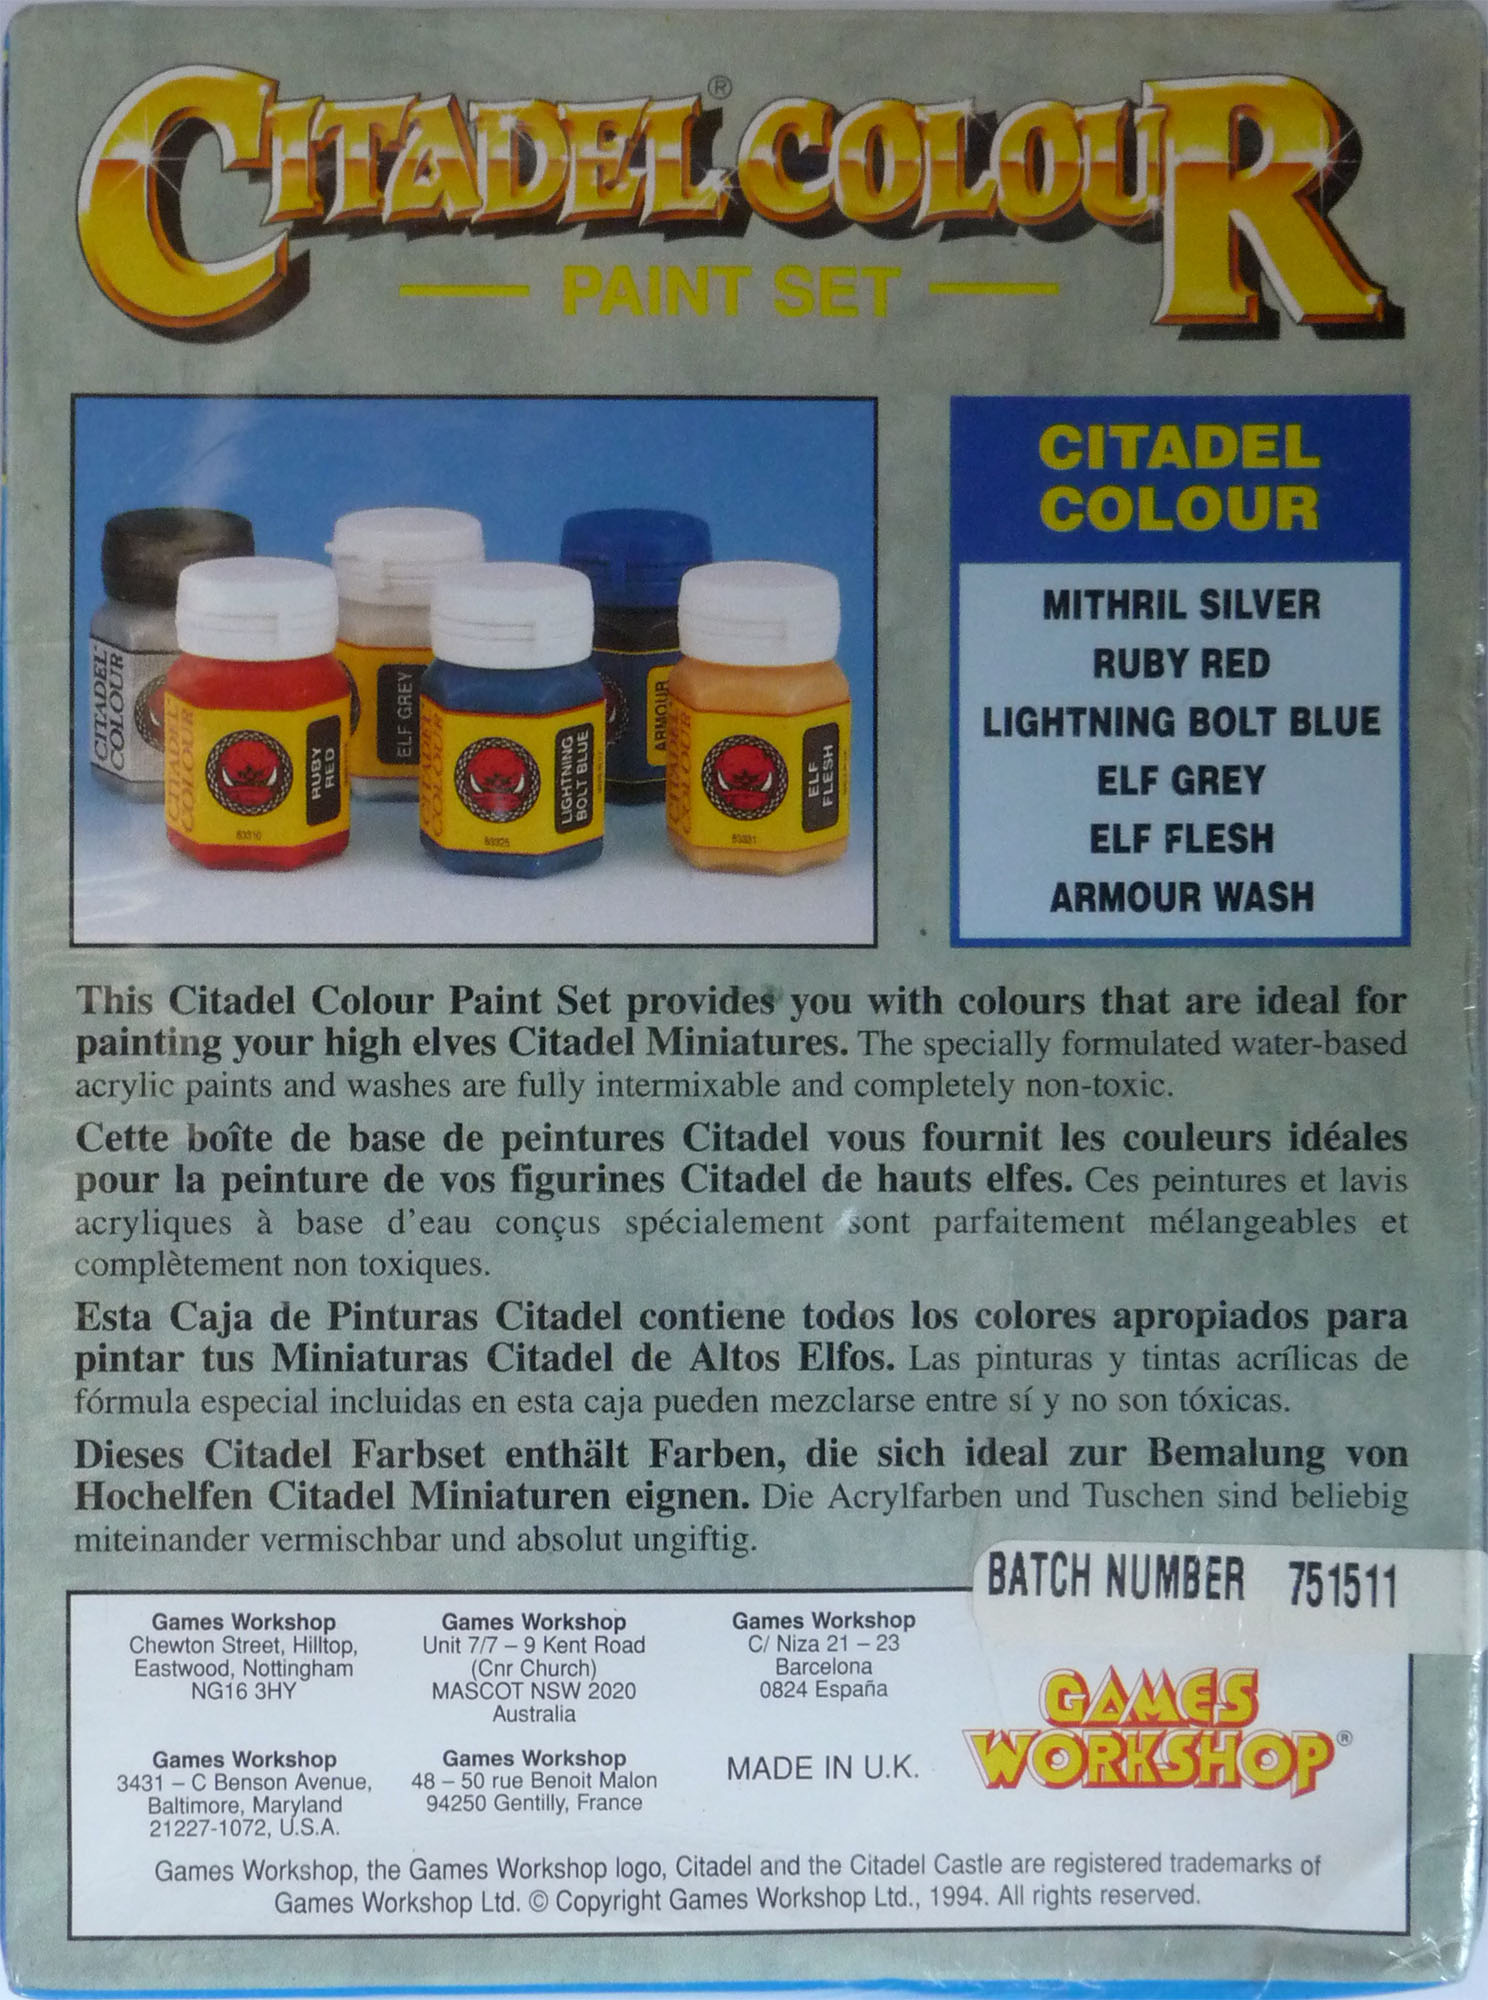 CITADEL® COLOUR
PAINT SET
CITADEL
COLOUR
MITHRIL SILVER
RUBY RED
LIGHTNING BOLT BLUE
ELF GREY
ELF FLESH
ARMOUR WASH
CITADEL
COLOUR
CITADEL
COLOUR
RUBY
RED
83310
ELF GREY
CITADEL
COLOUR
LIGHTNING
BOLT BLUE
83325
ARMOUR
CITADEL
COLOUR
ELF
FLESH
83331
This Citadel Colour Paint Set provides you with colours that are ideal for
painting your high elves Citadel Miniatures. The specially formulated water-based
acrylic paints and washes are fully intermixable and completely non-toxic.
Cette boîte de base de peintures Citadel vous fournit les couleurs idéales
pour la peinture de vos figurines Citadel de hauts elfes. Ces peintures et lavis
acryliques à base d'eau conçus spécialement sont parfaitement mélangeables et
complètement non toxiques.
Esta Caja de Pinturas Citadel contiene todos los colores apropiados para
pintar tus Miniaturas Citadel de Altos Elfos. Las pinturas y tintas acrílicas de
fórmula especial incluidas en esta caja pueden mezclarse entre sí y no son tóxicas.
Dieses Citadel Farbset enthält Farben, die sich ideal zur Bemalung von
Hochelfen Citadel Miniaturen eignen. Die Acrylfarben und Tuschen sind beliebig
miteinander vermischbar und absolut ungiftig.
BATCH NUMBER 751511
Games Workshop
Chewton Street, Hilltop,
Eastwood, Nottingham
NG16 3HY
Games Workshop
Unit 7/7 – 9 Kent Road
(Cnr Church)
MASCOT NSW 2020
Australia
Games Workshop
C/ Niza 21 – 23
Barcelona
0824 España
Games Workshop
3431 – C Benson Avenue,
Baltimore, Maryland
21227-1072, U.S.A.
Games Workshop
48 – 50 rue Benoit Malon
94250 Gentilly, France
MADE IN U.K.
GAMES
WORKSHOP®
Games Workshop, the Games Workshop logo, Citadel and the Citadel Castle are registered trademarks of
Games Workshop Ltd. © Copyright Games Workshop Ltd., 1994. All rights reserved.